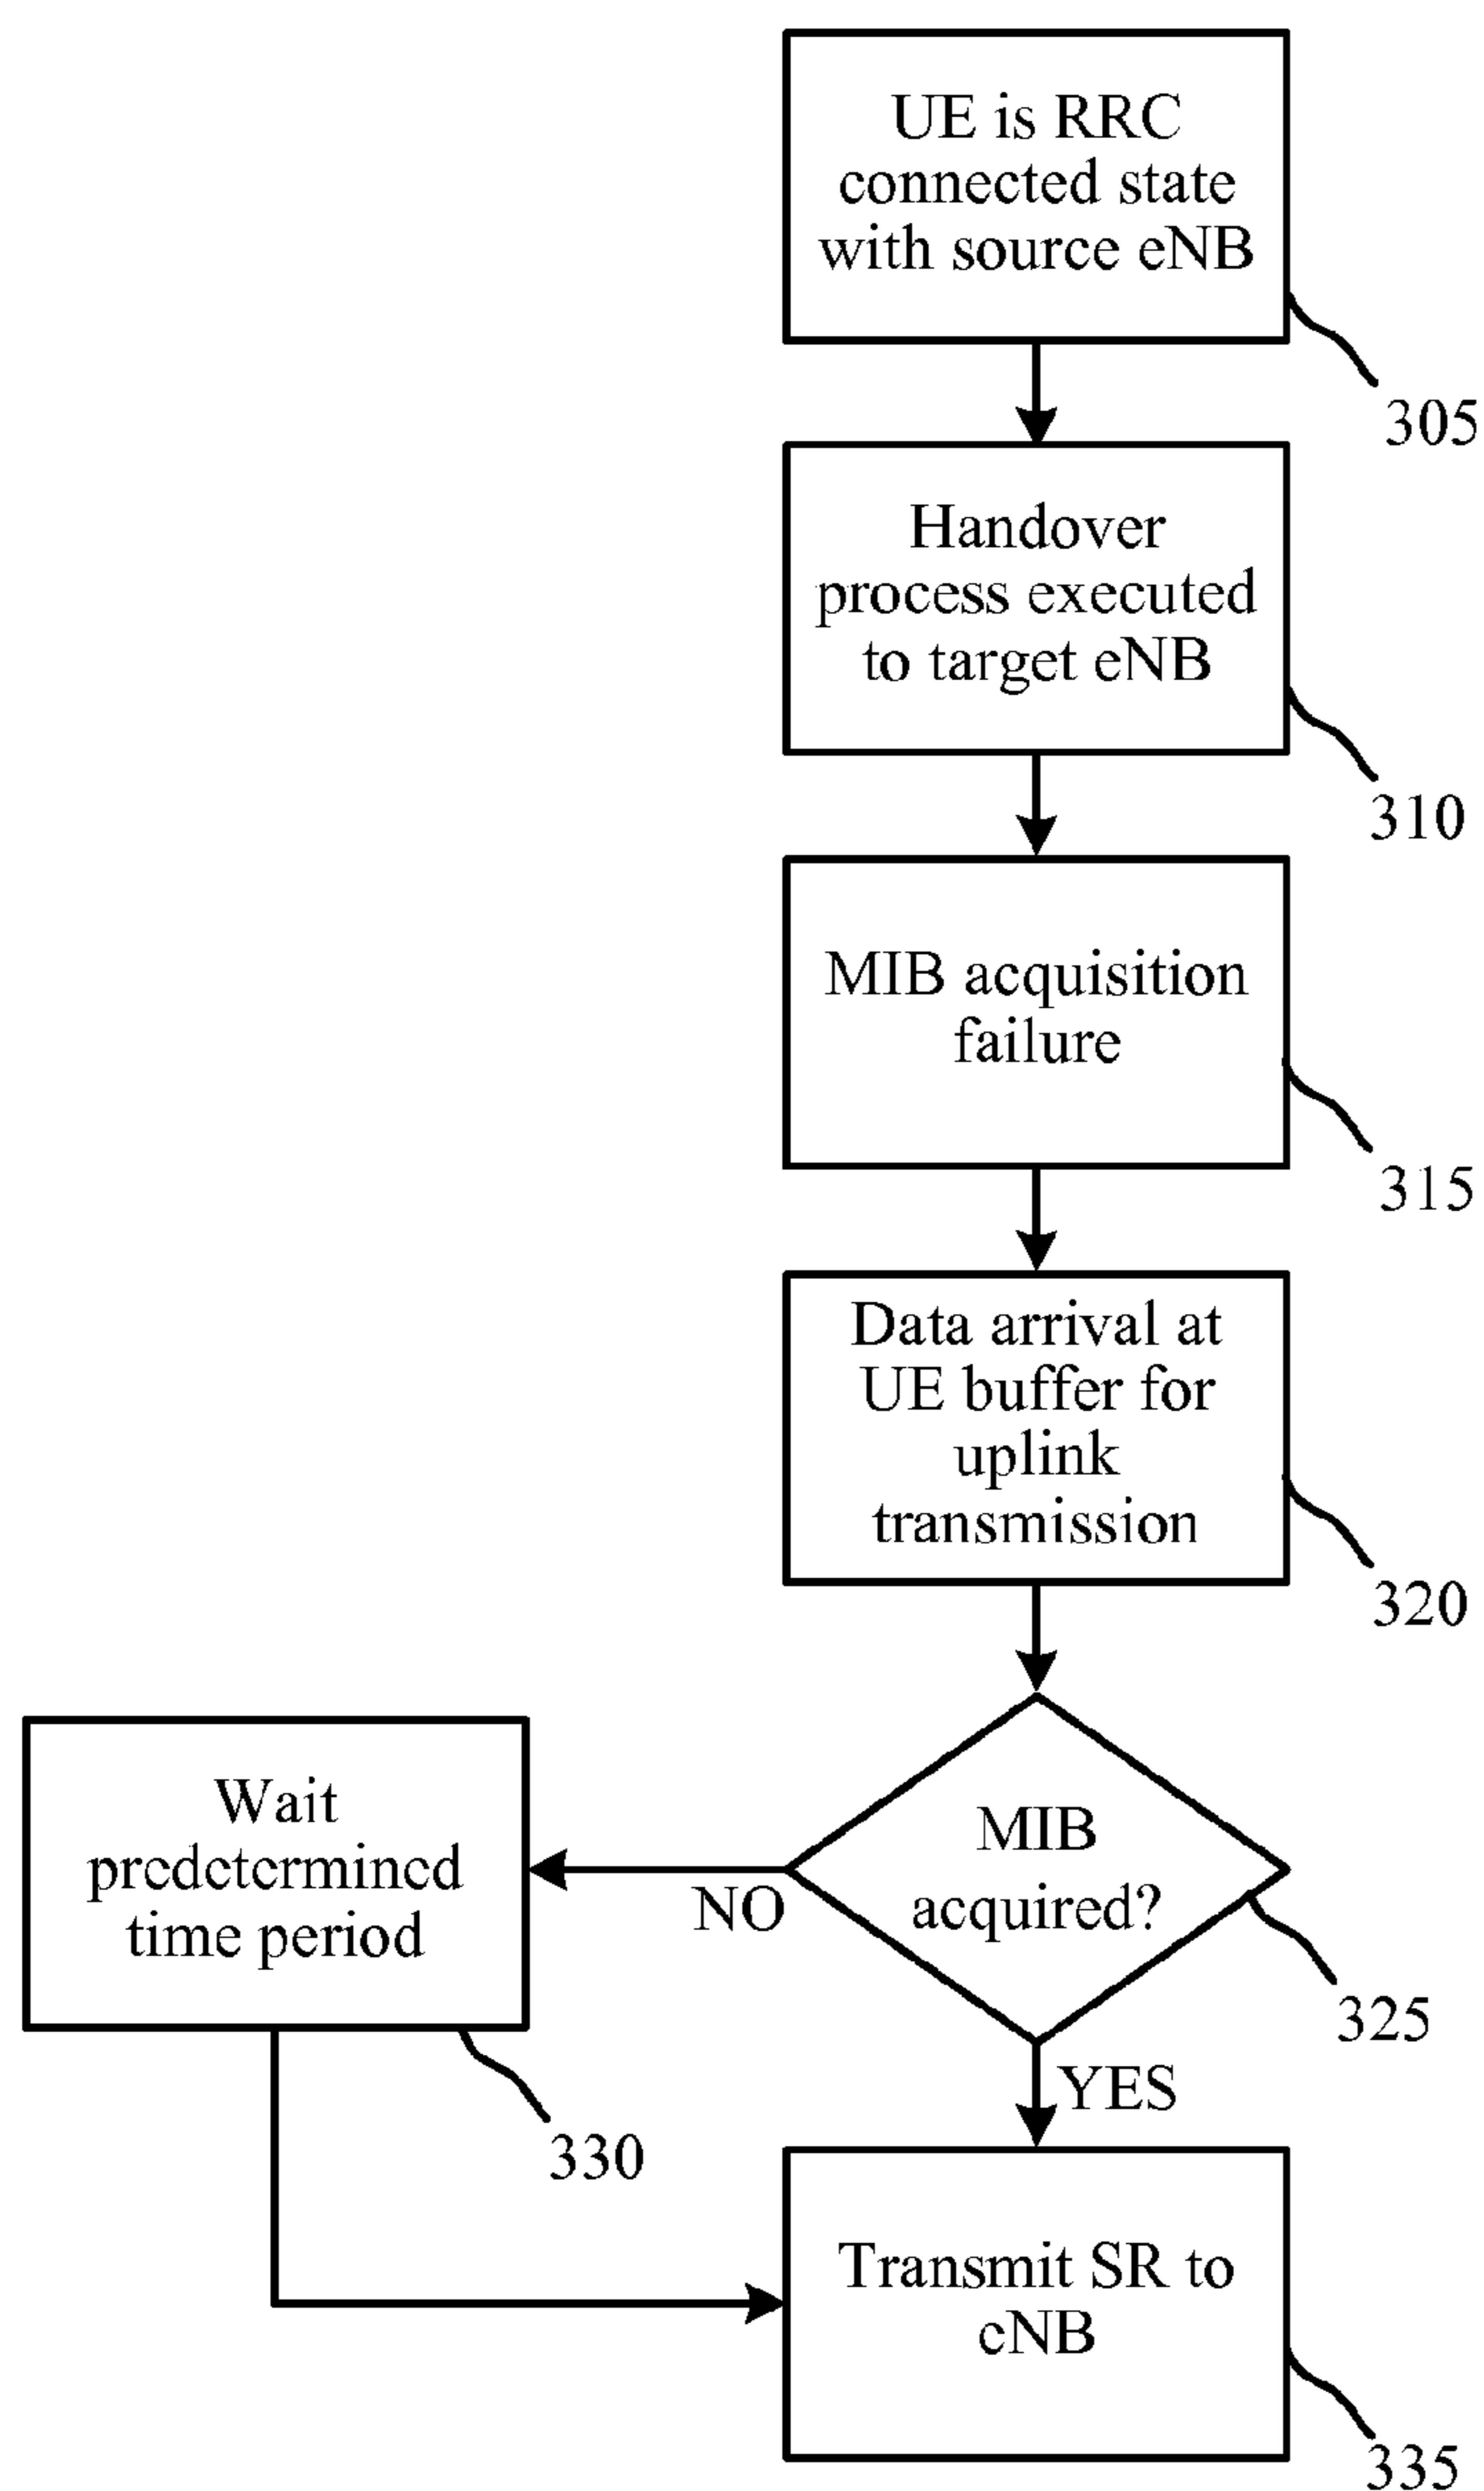 UE is RRC
connected state
with source eNB
305
Handover
process executed
to target eNB
310
MIB acquisition
failure
315
Data arrival at
UE buffer for
uplink
transmission
320
MIB
acquired?
325
NO
Wait
predetermined
time period
330
YES
Transmit SR to
eNB
335